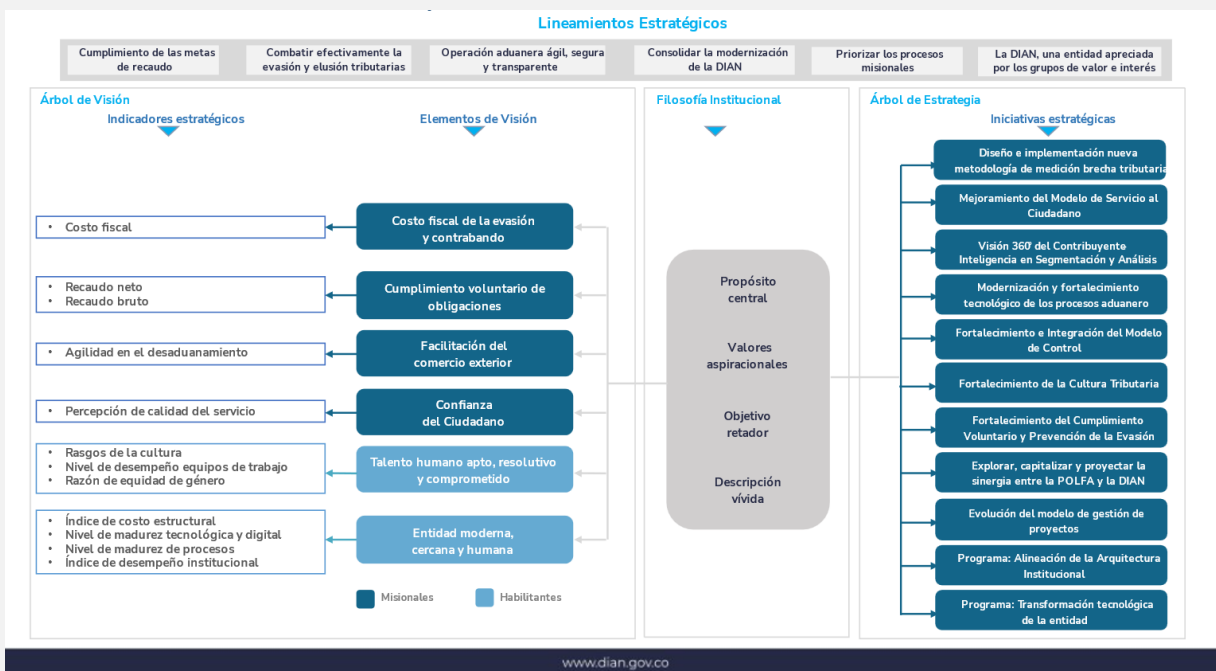 Lineamientos Estratégicos
Cumplimiento de las metas
de recaudo
Combatir efectivamente la
evasión y elusión tributarias
Operación aduanera ágil, segura
y transparente
Consolidar la modernización
de la DIAN
Priorizar los procesos
misionales
La DIAN, una entidad apreciada
por los grupos de valor e interés
Árbol de Visión
Indicadores estratégicos
Elementos de Visión
• Costo fiscal
Costo fiscal de la evasión
y contrabando
• Recaudo neto
• Recaudo bruto
Cumplimiento voluntario de
obligaciones
• Agilidad en el desaduanamiento
Facilitación del
comercio exterior
• Percepción de calidad del servicio
Confianza
del Ciudadano
• Rasgos de la cultura
• Nivel de desempeño equipos de trabajo
• Razón de equidad de género
Talento humano apto, resolutivo
y comprometido
• Índice de costo estructural
• Nivel de madurez tecnológica y digital
• Nivel de madurez de procesos
• Índice de desempeño institucional
Entidad moderna,
cercana y humana
Misionales
Habilitantes
Filosofía Institucional
Propósito
central
Valores
aspiracionales
Objetivo
retador
Descripción
vívida
Árbol de Estrategia
Iniciativas estratégicas
Diseño e implementación nueva
metodología de medición brecha tributaria
Mejoramiento del Modelo de Servicio al
Ciudadano
Visión 360° del Contribuyente
Inteligencia en Segmentación y Análisis
Modernización y fortalecimiento
tecnológico de los procesos aduanero
Fortalecimiento e Integración del Modelo
de Control
Fortalecimiento de la Cultura Tributaria
Fortalecimiento del Cumplimiento
Voluntario y Prevención de la Evasión
Explorar, capitalizar y proyectar la
sinergia entre la POLFA y la DIAN
Evolución del modelo de gestión de
proyectos
Programa: Alineación de la Arquitectura
Institucional
Programa: Transformación tecnológica
de la entidad
www.dian.gov.co